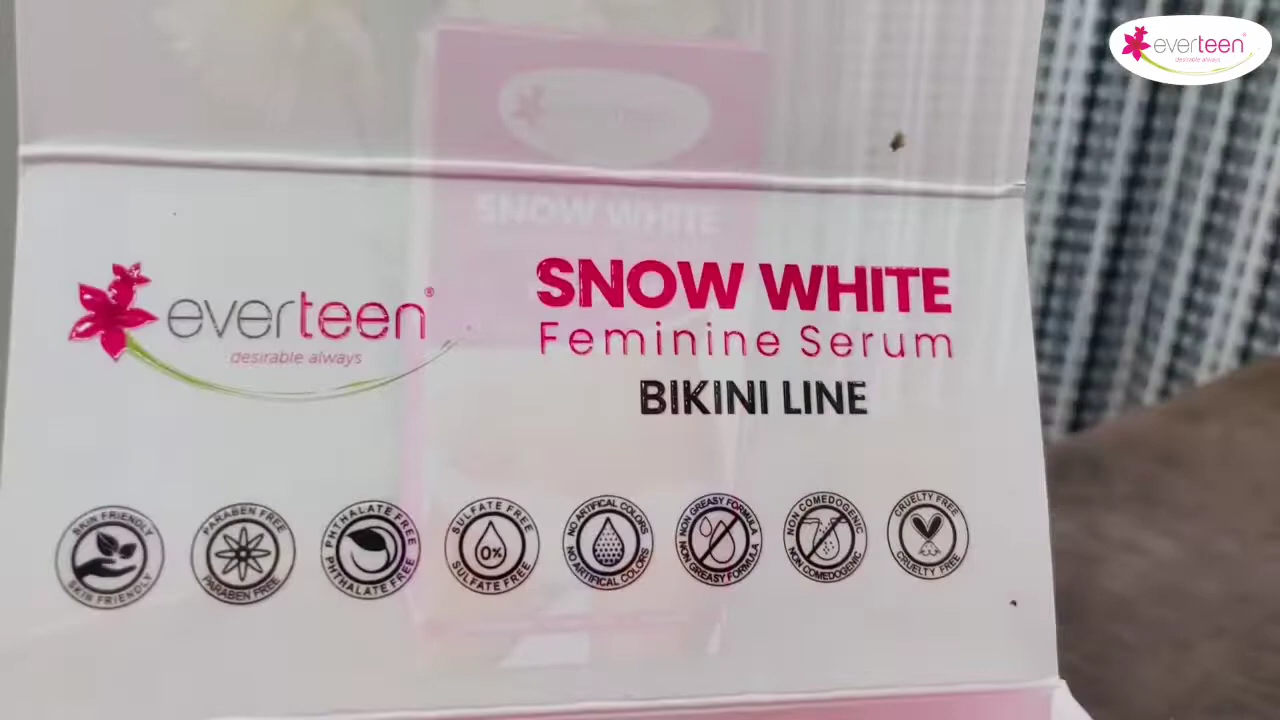 everteen®
desirable always
SNOW WHITE
everteen®
desirable always
SNOW WHITE
Feminine Serum
BIKINI LINE
SKIN FRIENDLY
SKIN FRIENDLY
PARABEN FREE
PARABEN FREE
PHTHALATE FREE
PHTHALATE FREE
SULFATE FREE
0%
SULFATE FREE
NO ARTIFICAL COLORS
NO ARTIFICAL COLORS
NON GREASY FORMULA
NON GREASY FORMULA
NON COMEDOGENIC
NON COMEDOGENIC
CRUELTY FREE
CRUELTY FREE